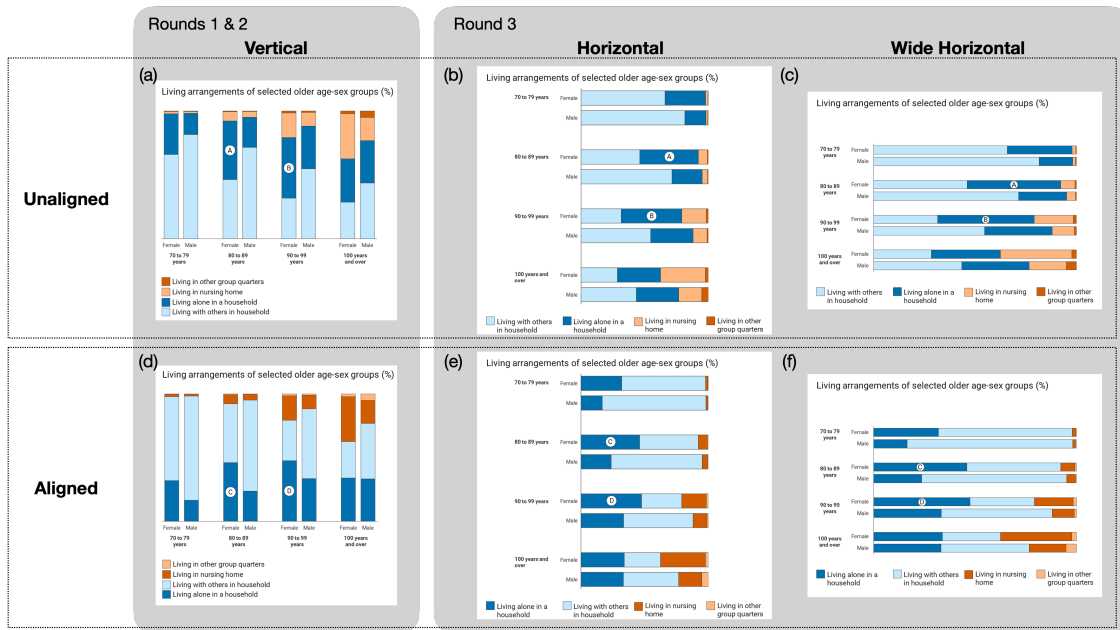 Rounds 1 & 2
Round 3
Vertical
Horizontal
Wide Horizontal
Unaligned
(a)
Living arrangements of selected older age-sex groups (%)
A
B
Female Male Female Male Female Male Female Male
70 to 79 years
80 to 89 years
90 to 99 years
100 years and over
Living in other group quarters
Living in nursing home
Living alone in a household
Living with others in household
(b)
Living arrangements of selected older age-sex groups (%)
70 to 79 years Female
Male
80 to 89 years Female A
Male
90 to 99 years Female B
Male
100 years and over Female
Male
Living with others in household
Living alone in a household
Living in nursing home
Living in other group quarters
(c)
Living arrangements of selected older age-sex groups (%)
70 to 79 years Female
Male
80 to 89 years Female A
Male
90 to 99 years Female B
Male
100 years and over Female
Male
Living with others in household
Living alone in a household
Living in nursing home
Living in other group quarters
Aligned
(d)
Living arrangements of selected older age-sex groups (%)
C
D
Female Male Female Male Female Male Female Male
70 to 79 years
80 to 89 years
90 to 99 years
100 years and over
Living in other group quarters
Living in nursing home
Living with others in household
Living alone in a household
(e)
Living arrangements of selected older age-sex groups (%)
70 to 79 years Female
Male
80 to 89 years Female C
Male
90 to 99 years Female D
Male
100 years and over Female
Male
Living alone in a household
Living with others in household
Living in nursing home
Living in other group quarters
(f)
Living arrangements of selected older age-sex groups (%)
70 to 79 years Female
Male
80 to 89 years Female C
Male
90 to 99 years Female D
Male
100 years and over Female
Male
Living alone in a household
Living with others in household
Living in nursing home
Living in other group quarters